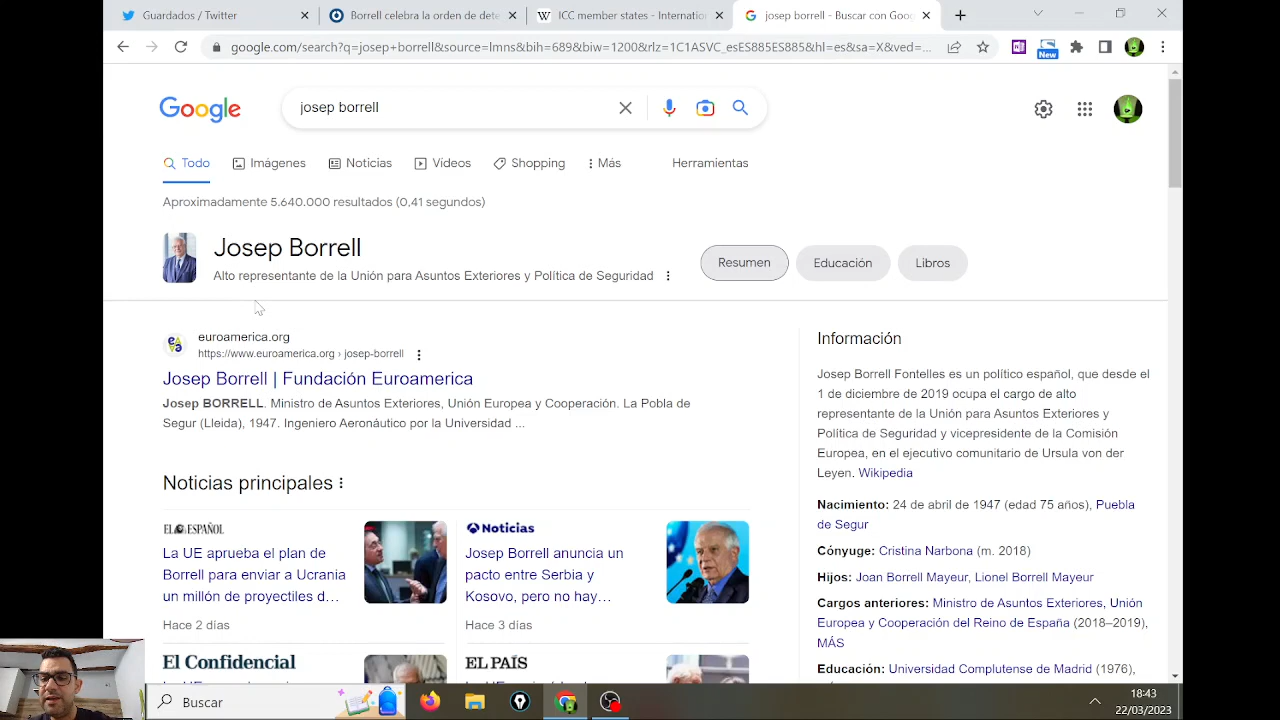 Guardados / Twitter
Borrell celebra la orden de dete
ICC member states - Internatio
josep borrell - Buscar con Goog
google.com/search?q=josep+borrell&source=lmns&bih=689&biw=1200&rlz=1C1ASVC_esES885ES885&hl=es&sa=X&ved=...
New
Google
josep borrell
Todo
Imágenes
Noticias
Vídeos
Shopping
Más
Herramientas
Aproximadamente 5.640.000 resultados (0,41 segundos)
Josep Borrell
Alto representante de la Unión para Asuntos Exteriores y Política de Seguridad
Resumen
Educación
Libros
euroamerica.org
https://www.euroamerica.org › josep-borrell
Josep Borrell | Fundación Euroamerica
Josep BORRELL. Ministro de Asuntos Exteriores, Unión Europea y Cooperación. La Pobla de
Segur (Lleida), 1947. Ingeniero Aeronáutico por la Universidad ...
Noticias principales
EL ESPAÑOL
La UE aprueba el plan de
Borrell para enviar a Ucrania
un millón de proyectiles d...
Hace 2 días
Noticias
Josep Borrell anuncia un
pacto entre Serbia y
Kosovo, pero no hay...
Hace 3 días
El Confidencial
EL PAÍS
Información
Josep Borrell Fontelles es un político español, que desde el
1 de diciembre de 2019 ocupa el cargo de alto
representante de la Unión para Asuntos Exteriores y
Política de Seguridad y vicepresidente de la Comisión
Europea, en el ejecutivo comunitario de Ursula von der
Leyen. Wikipedia
Nacimiento: 24 de abril de 1947 (edad 75 años), Puebla
de Segur
Cónyuge: Cristina Narbona (m. 2018)
Hijos: Joan Borrell Mayeur, Lionel Borrell Mayeur
Cargos anteriores: Ministro de Asuntos Exteriores, Unión
Europea y Cooperación del Reino de España (2018–2019),
MÁS
Educación: Universidad Complutense de Madrid (1976),
Buscar
18:43
22/03/2023